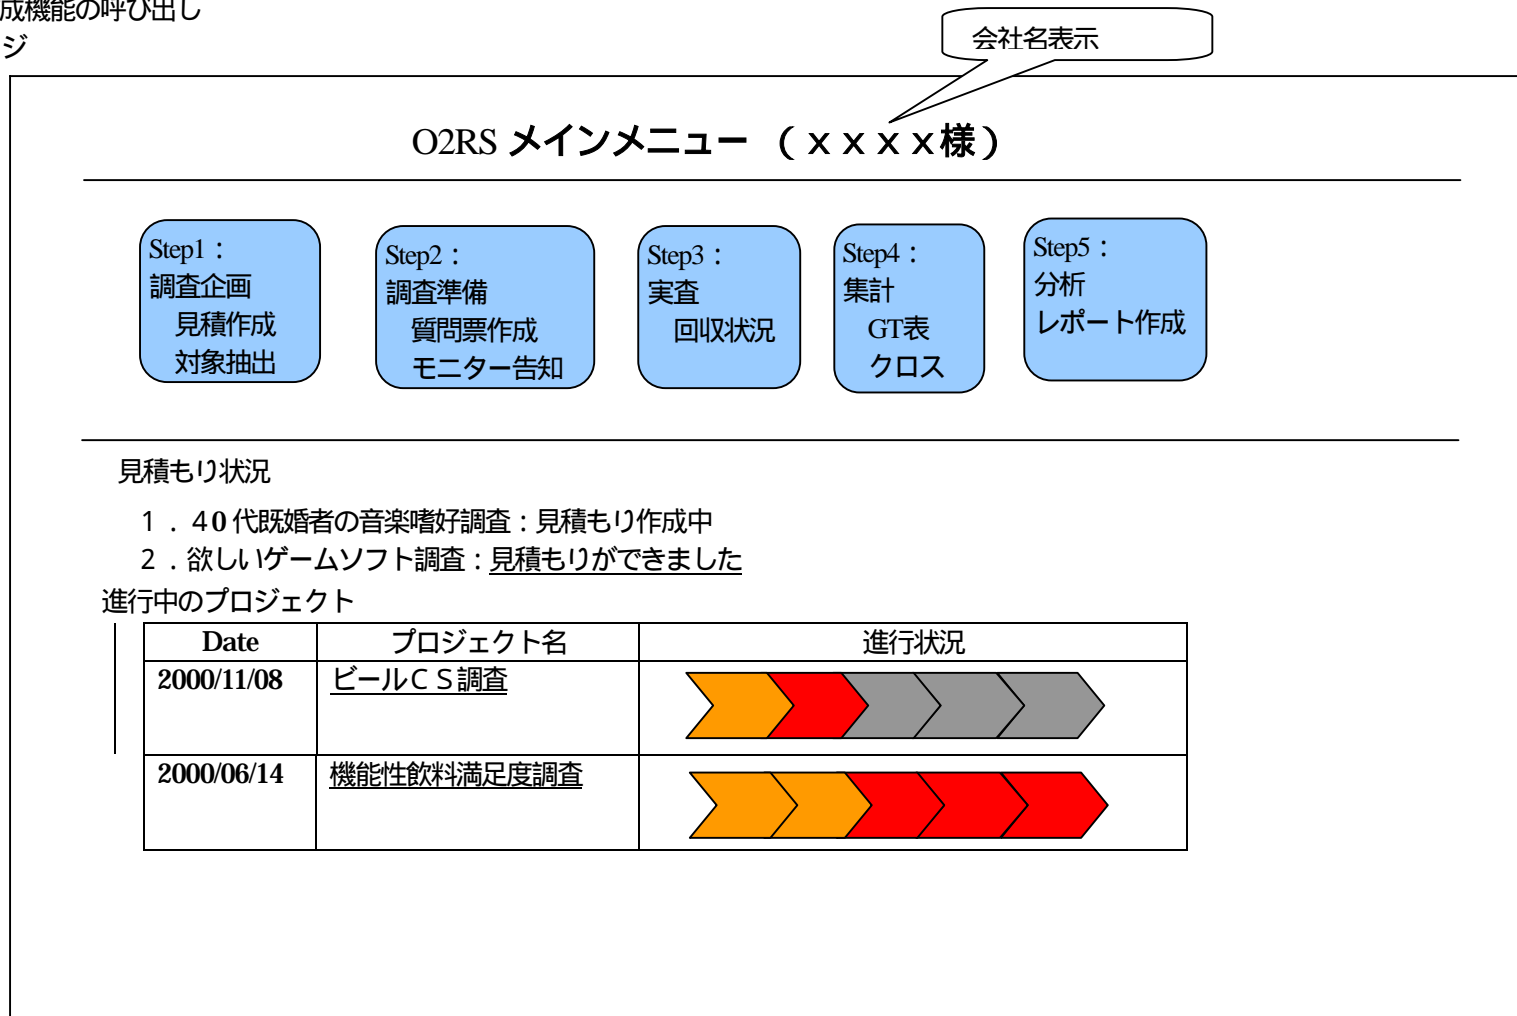 成機能の呼び出し
ジ
会社名表示
O2RS メインメニュー （ｘｘｘｘ様）
Step1：
調査企画
見積作成
対象抽出
Step2：
調査準備
質問票作成
モニター告知
Step3：
実査
回収状況
Step4：
集計
GT表
クロス
Step5：
分析
レポート作成
見積もり状況
１．４0 代既婚者の音楽嗜好調査：見積もり作成中
２．欲しいゲームソフト調査：見積もりができました
進行中のプロジェクト
Date プロジェクト名 進行状況
2000/11/08 ビールＣＳ調査
2000/06/14 機能性飲料満足度調査